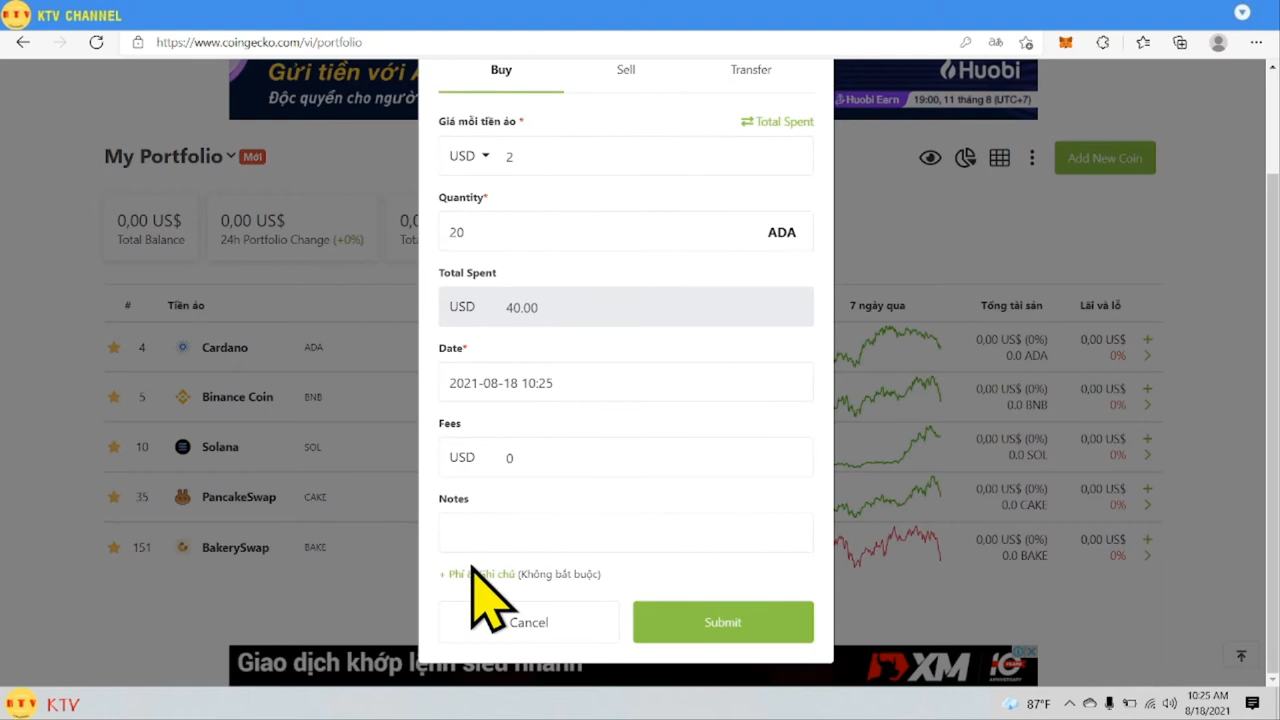 KTV CHANNEL
https://www.coingecko.com/vi/portfolio
Gửi tiền với
Độc quyền cho người
Huobi
Huobi Earn 19:00, 11 tháng 8 (UTC+7)
Buy Sell Transfer
My Portfolio Mới
Add New Coin
Giá mỗi tiền ảo * Total Spent
USD 2
0,00 US$ 0,00 US$
Total Balance 24h Portfolio Change (+0%)
Quantity*
20 ADA
Total Spent
USD 40.00
Date*
2021-08-18 10:25
Fees
USD 0
Notes
# Tiền ảo 7 ngày qua Tổng tài sản Lãi và lỗ
4 Cardano ADA 0,00 US$ (0%) 0,00 US$ +
0.0 ADA 0%
5 Binance Coin BNB 0,00 US$ (0%) 0,00 US$ +
0.0 BNB 0%
10 Solana SOL 0,00 US$ (0%) 0,00 US$ +
0.0 SOL 0%
35 PancakeSwap CAKE 0,00 US$ (0%) 0,00 US$ +
0.0 CAKE 0%
151 BakerySwap BAKE 0,00 US$ (0%) 0,00 US$ +
0.0 BAKE 0%
+ Phí chú (Không bắt buộc)
Cancel Submit
Giao dịch khớp lệnh siêu nhanh
XM 10
KTV
87°F
10:25 AM
8/18/2021